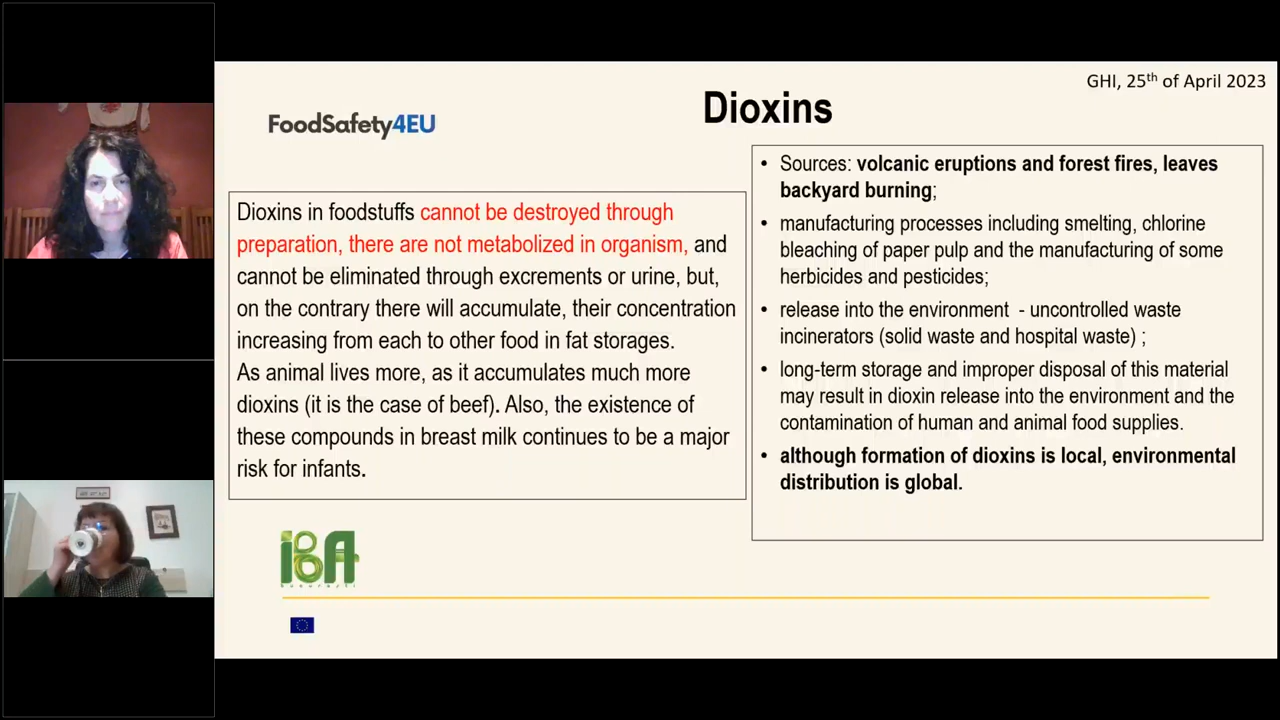 GHI, 25th of April 2023
Dioxins
FoodSafety4EU
Dioxins in foodstuffs cannot be destroyed through
preparation, there are not metabolized in organism, and
cannot be eliminated through excrements or urine, but,
on the contrary there will accumulate, their concentration
increasing from each to other food in fat storages.
As animal lives more, as it accumulates much more
dioxins (it is the case of beef). Also, the existence of
these compounds in breast milk continues to be a major
risk for infants.
• Sources: volcanic eruptions and forest fires, leaves
backyard burning;
• manufacturing processes including smelting, chlorine
bleaching of paper pulp and the manufacturing of some
herbicides and pesticides;
• release into the environment - uncontrolled waste
incinerators (solid waste and hospital waste) ;
• long-term storage and improper disposal of this material
may result in dioxin release into the environment and the
contamination of human and animal food supplies.
• although formation of dioxins is local, environmental
distribution is global.
IBA